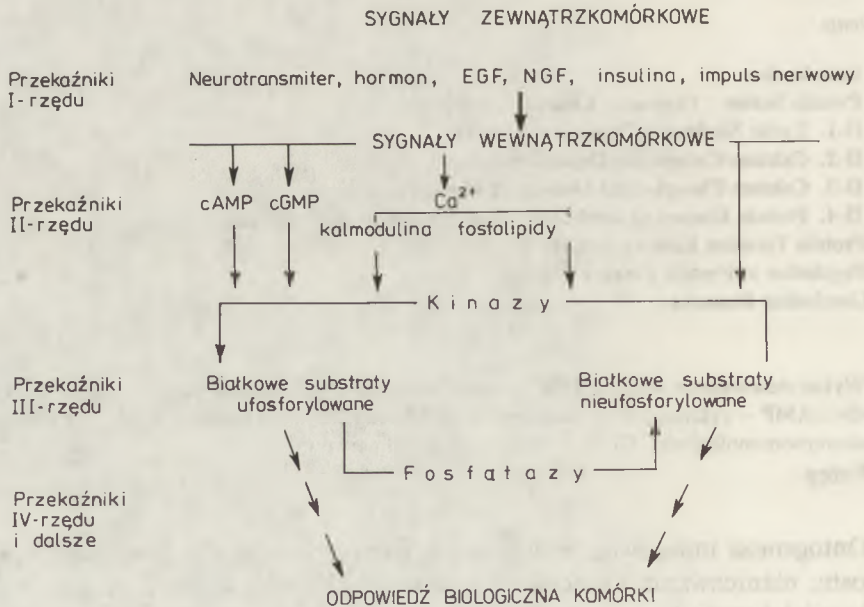 SYGNAŁY ZEWNĄTRZKOMÓRKOWE
Przekaźniki
I-rzędu
Neurotransmiter, hormon, EGF, NGF, insulina, impuls nerwowy
SYGNAŁY WEWNĄTRZKOMÓRKOWE
Przekaźniki
II-rzędu
cAMP cGMP
Ca²⁺
kalmodulina fosfolipidy
Kinazy
Przekaźniki
III-rzędu
Białkowe substraty
ufosforylowane
Białkowe substraty
nieufosforylowane
Fosfatazy
Przekaźniki
IV-rzędu
i dalsze
ODPOWIEDŹ BIOLOGICZNA KOMÓRKI